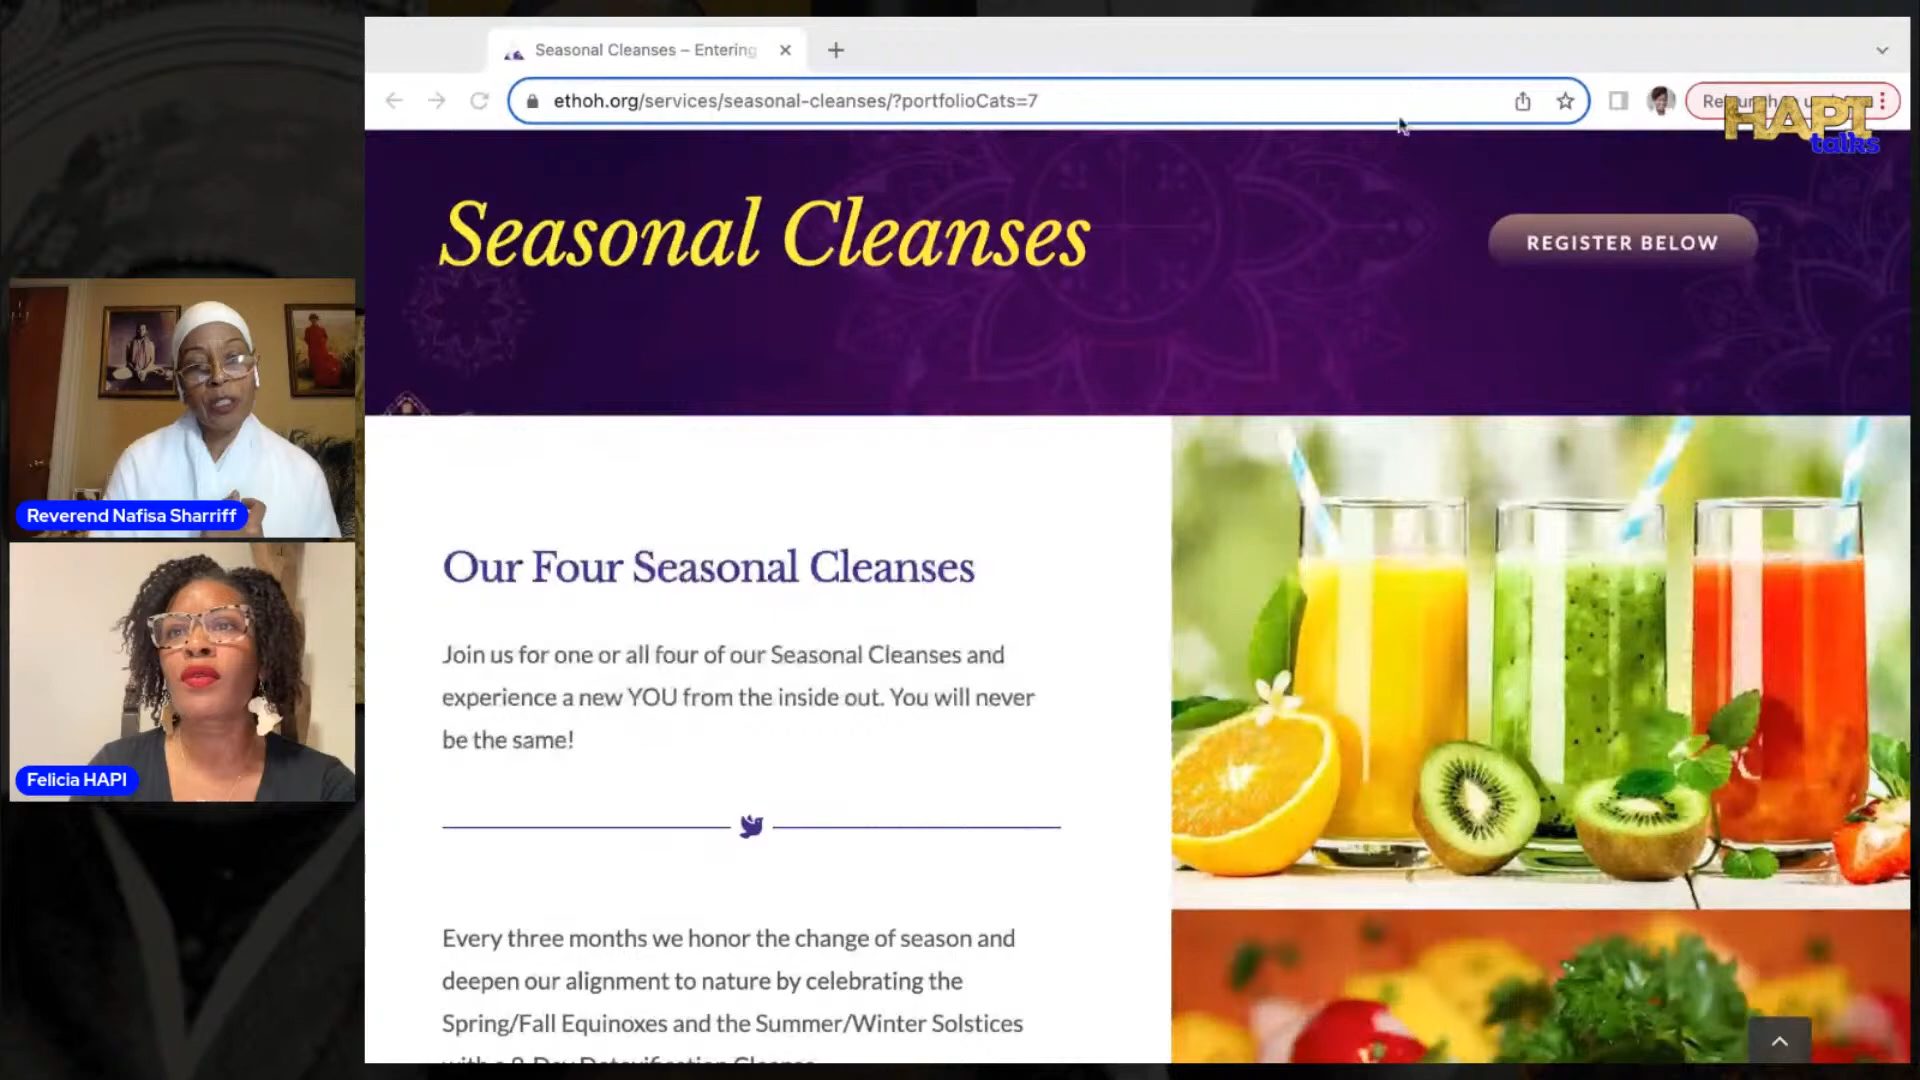 Seasonal Cleanses – Entering
ethoh.org/services/seasonal-cleanses/?portfolioCats=7
HAPI
talks
Seasonal Cleanses
REGISTER BELOW
Reverend Nafisa Sharriff
Felicia HAPI
Our Four Seasonal Cleanses
Join us for one or all four of our Seasonal Cleanses and
experience a new YOU from the inside out. You will never
be the same!
Every three months we honor the change of season and
deepen our alignment to nature by celebrating the
Spring/Fall Equinoxes and the Summer/Winter Solstices